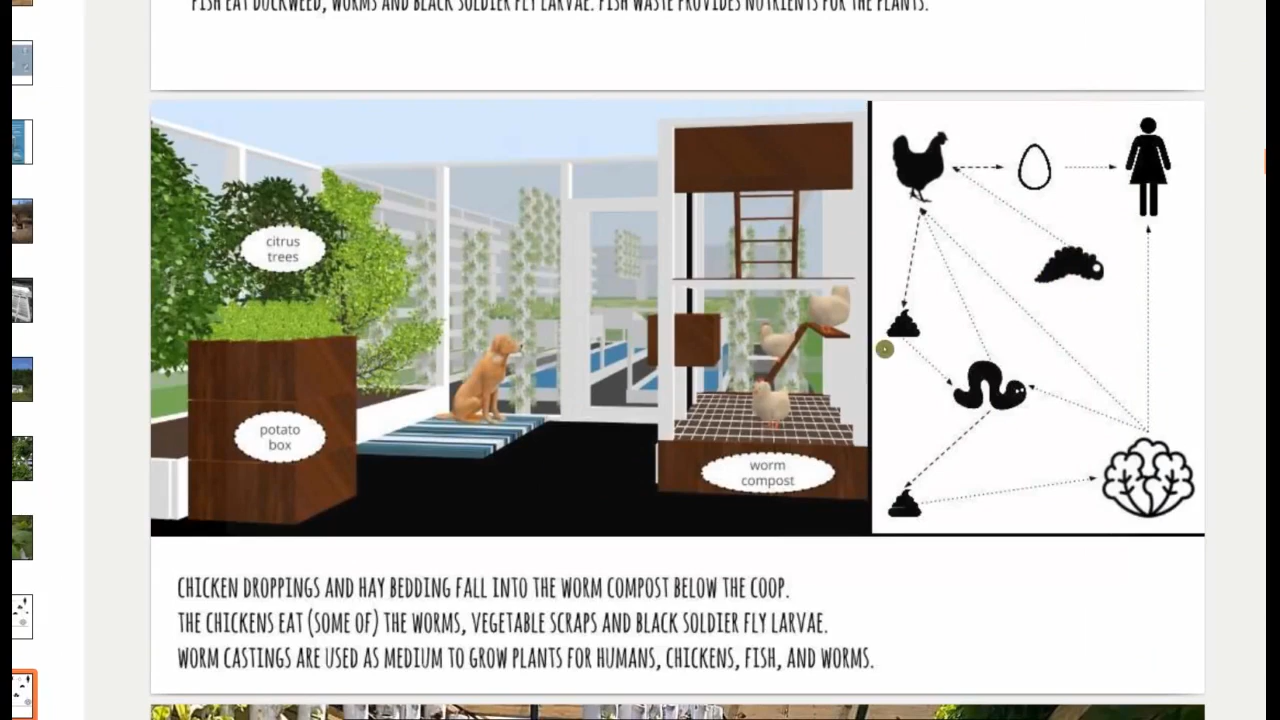 FISH EAT DUCKWEED, WORMS AND BLACK SOLDIER FLY LARVAE. FISH WASTE PROVIDES NUTRIENTS FOR THE PLANTS.
citrus
trees
potato
box
worm
compost
CHICKEN DROPPINGS AND HAY BEDDING FALL INTO THE WORM COMPOST BELOW THE COOP.
THE CHICKENS EAT (SOME OF) THE WORMS, VEGETABLE SCRAPS AND BLACK SOLDIER FLY LARVAE.
WORM CASTINGS ARE USED AS MEDIUM TO GROW PLANTS FOR HUMANS, CHICKENS, FISH, AND WORMS.